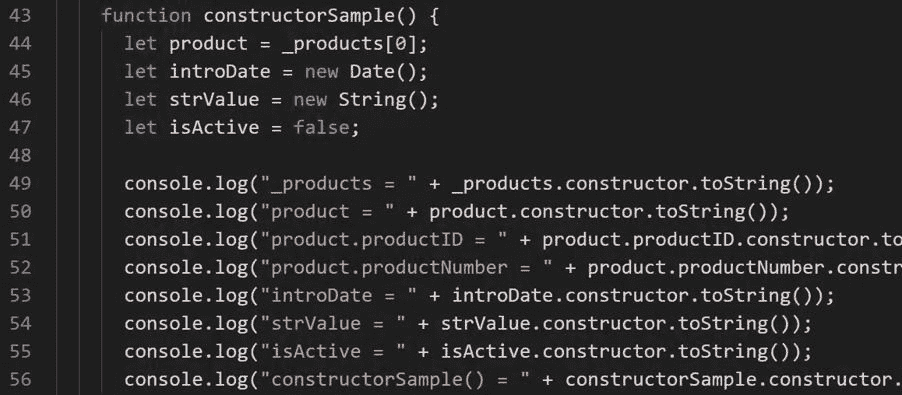 43 function constructorSample() {
44 let product = _products[0];
45 let introDate = new Date();
46 let strValue = new String();
47 let isActive = false;
48
49 console.log("_products = " + _products.constructor.toString());
50 console.log("product = " + product.constructor.toString());
51 console.log("product.productID = " + product.productID.constructor.to
52 console.log("product.productNumber = " + product.productNumber.constr
53 console.log("introDate = " + introDate.constructor.toString());
54 console.log("strValue = " + strValue.constructor.toString());
55 console.log("isActive = " + isActive.constructor.toString());
56 console.log("constructorSample() = " + constructorSample.constructor.